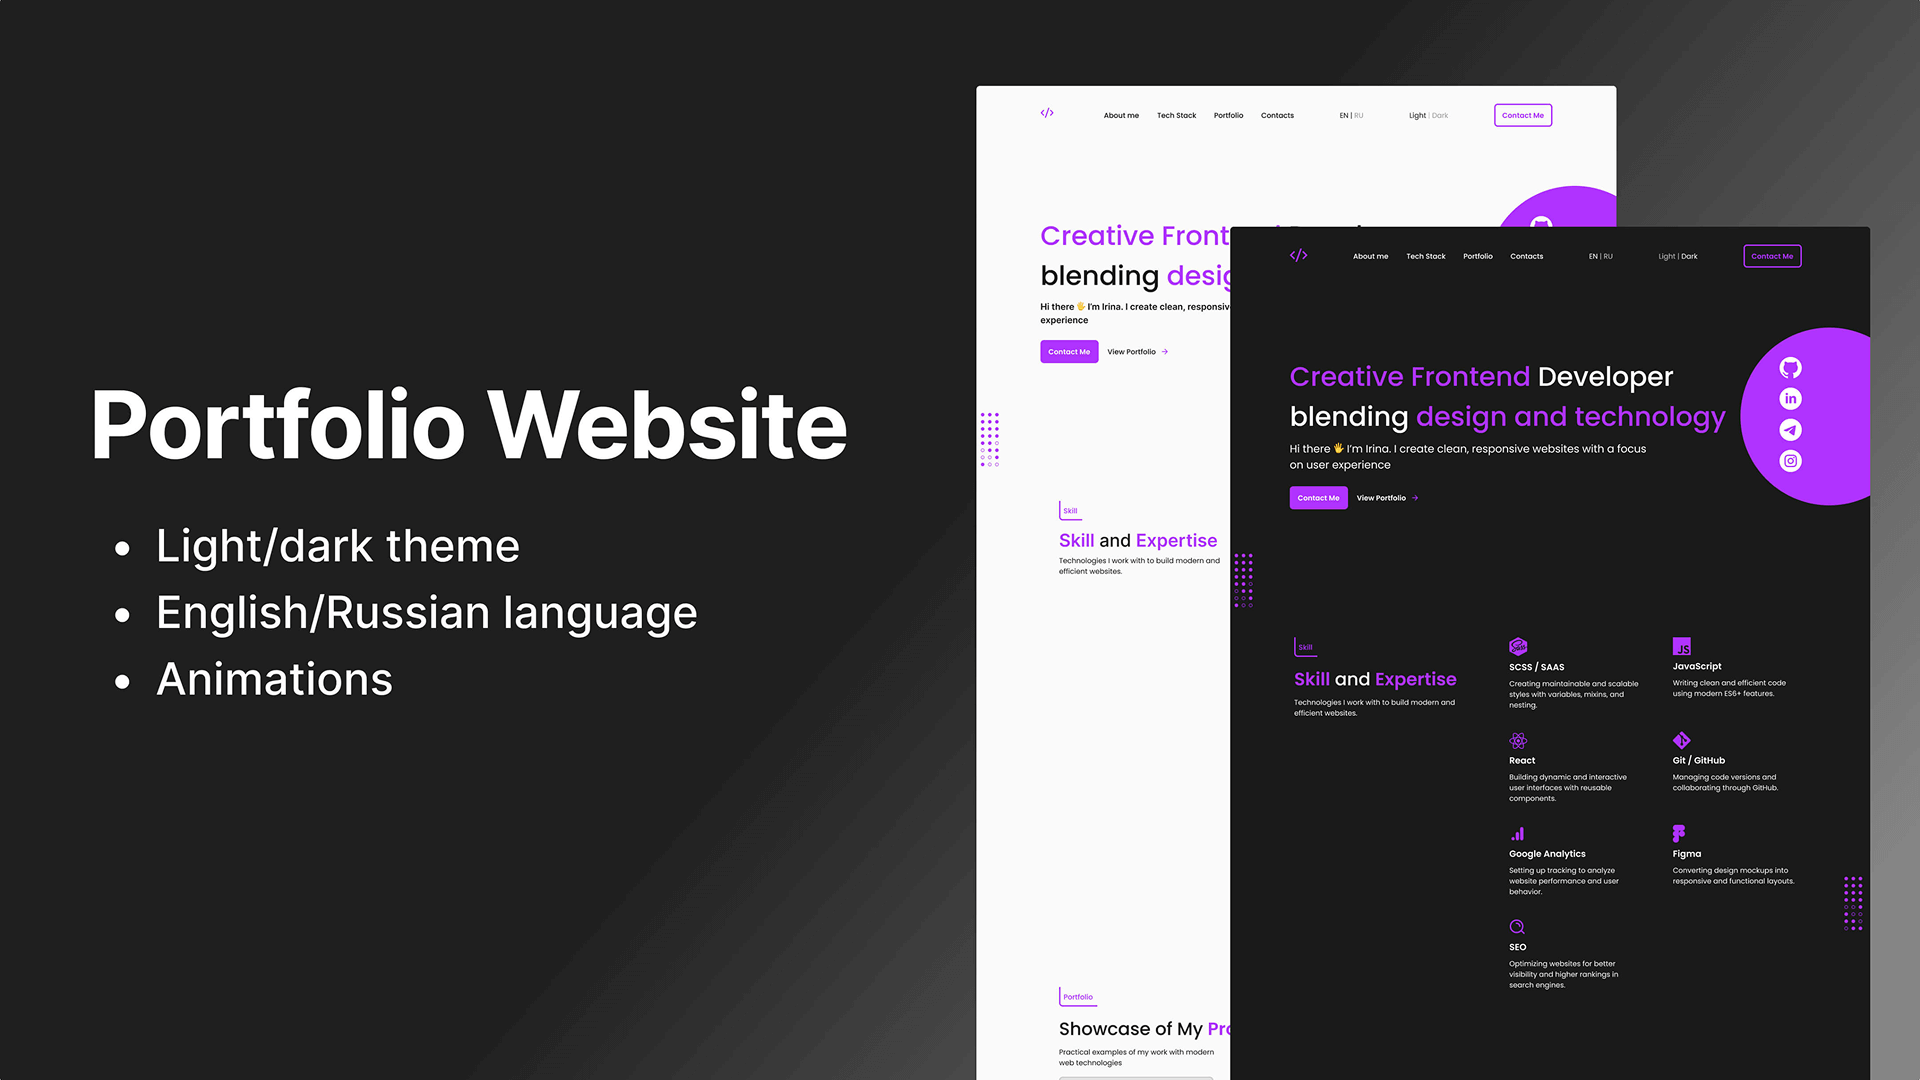 Portfolio Website
• Light/dark theme
• English/Russian language
• Animations
</>
About me
Tech Stack
Portfolio
Contacts
EN | RU
Light | Dark
Contact Me
Creative Front
blending desig
Hi there 🖐 I'm Irina. I create clean, responsive
experience
Contact Me
View Portfolio →
Skill
Skill and Expertise
Technologies I work with to build modern and
efficient websites.
Portfolio
Showcase of My Pro
Practical examples of my work with modern
web technologies
</>
About me
Tech Stack
Portfolio
Contacts
EN | RU
Light | Dark
Contact Me
Creative Frontend Developer
blending design and technology
Hi there 🖐 I'm Irina. I create clean, responsive websites with a focus
on user experience
Contact Me
View Portfolio →
in
Skill
Skill and Expertise
Technologies I work with to build modern and
efficient websites.
Sass
SCSS / SAAS
Creating maintainable and scalable
styles with variables, mixins, and
nesting.
JS
JavaScript
Writing clean and efficient code
using modern ES6+ features.
React
Building dynamic and interactive
user interfaces with reusable
components.
Git / GitHub
Managing code versions and
collaborating through GitHub.
Google Analytics
Setting up tracking to analyze
website performance and user
behavior.
Figma
Converting design mockups into
responsive and functional layouts.
SEO
Optimizing websites for better
visibility and higher rankings in
search engines.